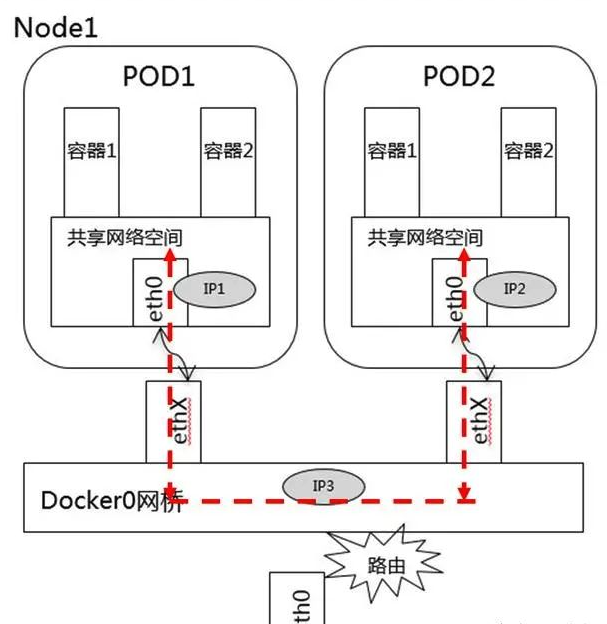 Node1
POD1
POD2
容器1
容器2
容器1
容器2
共享网络空间
共享网络空间
eth0
IP1
eth0
IP2
ethX
ethX
IP3
Docker0网桥
路由